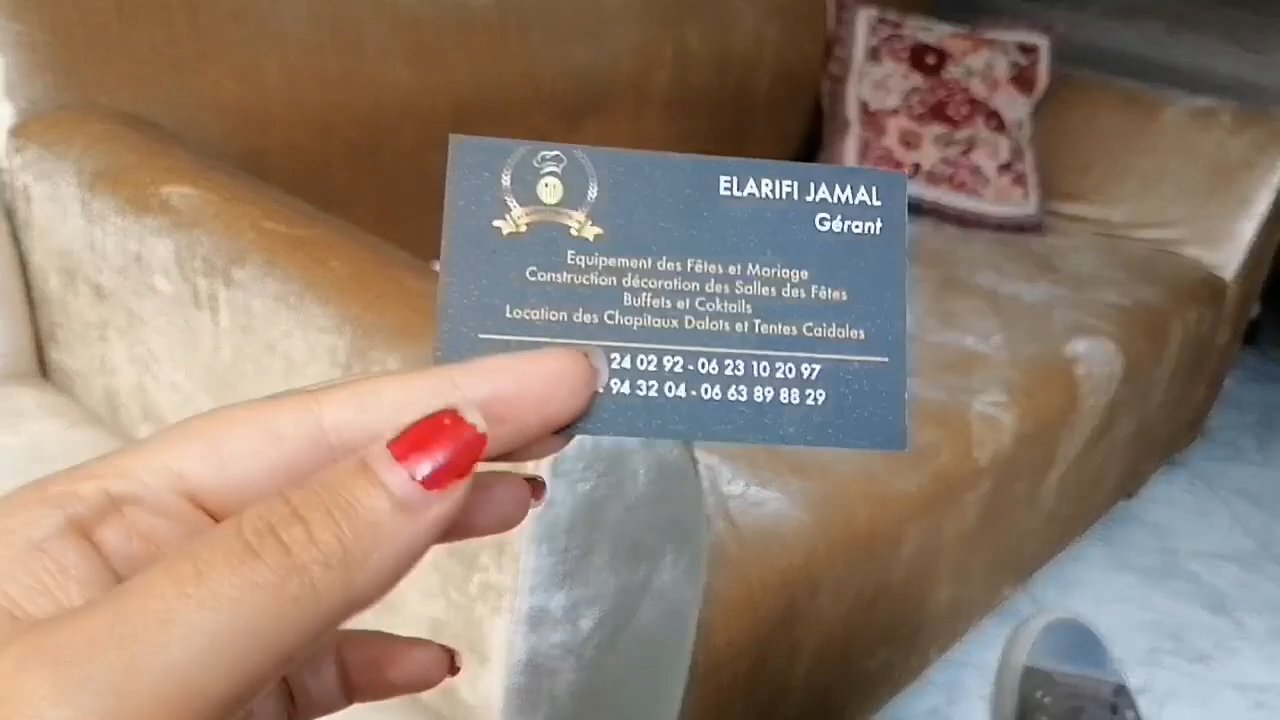 ELARIFI JAMAL
Gérant
Equipement des Fêtes et Mariage
Construction décoration des Salles des Fêtes
Buffets et Coktails
Location des Chapitaux Dalots et Tentes Caidales
24 02 92 - 06 23 10 20 97
94 32 04 - 06 63 89 88 29